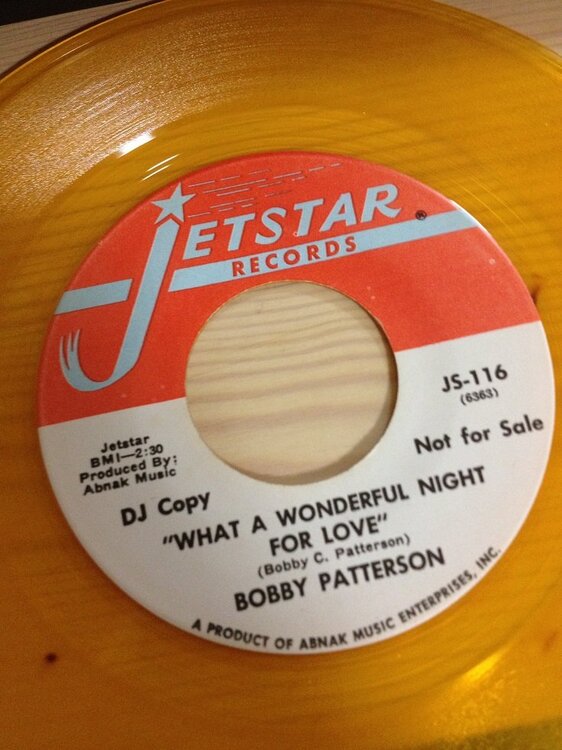 JETSTAR ®
RECORDS
JS-116
(6363)
Jetstar
BMI—2:30
Produced By:
Abnak Music
Not for Sale
DJ Copy
"WHAT A WONDERFUL NIGHT
FOR LOVE"
(Bobby C. Patterson)
BOBBY PATTERSON
A PRODUCT OF ABNAK MUSIC ENTERPRISES, INC.